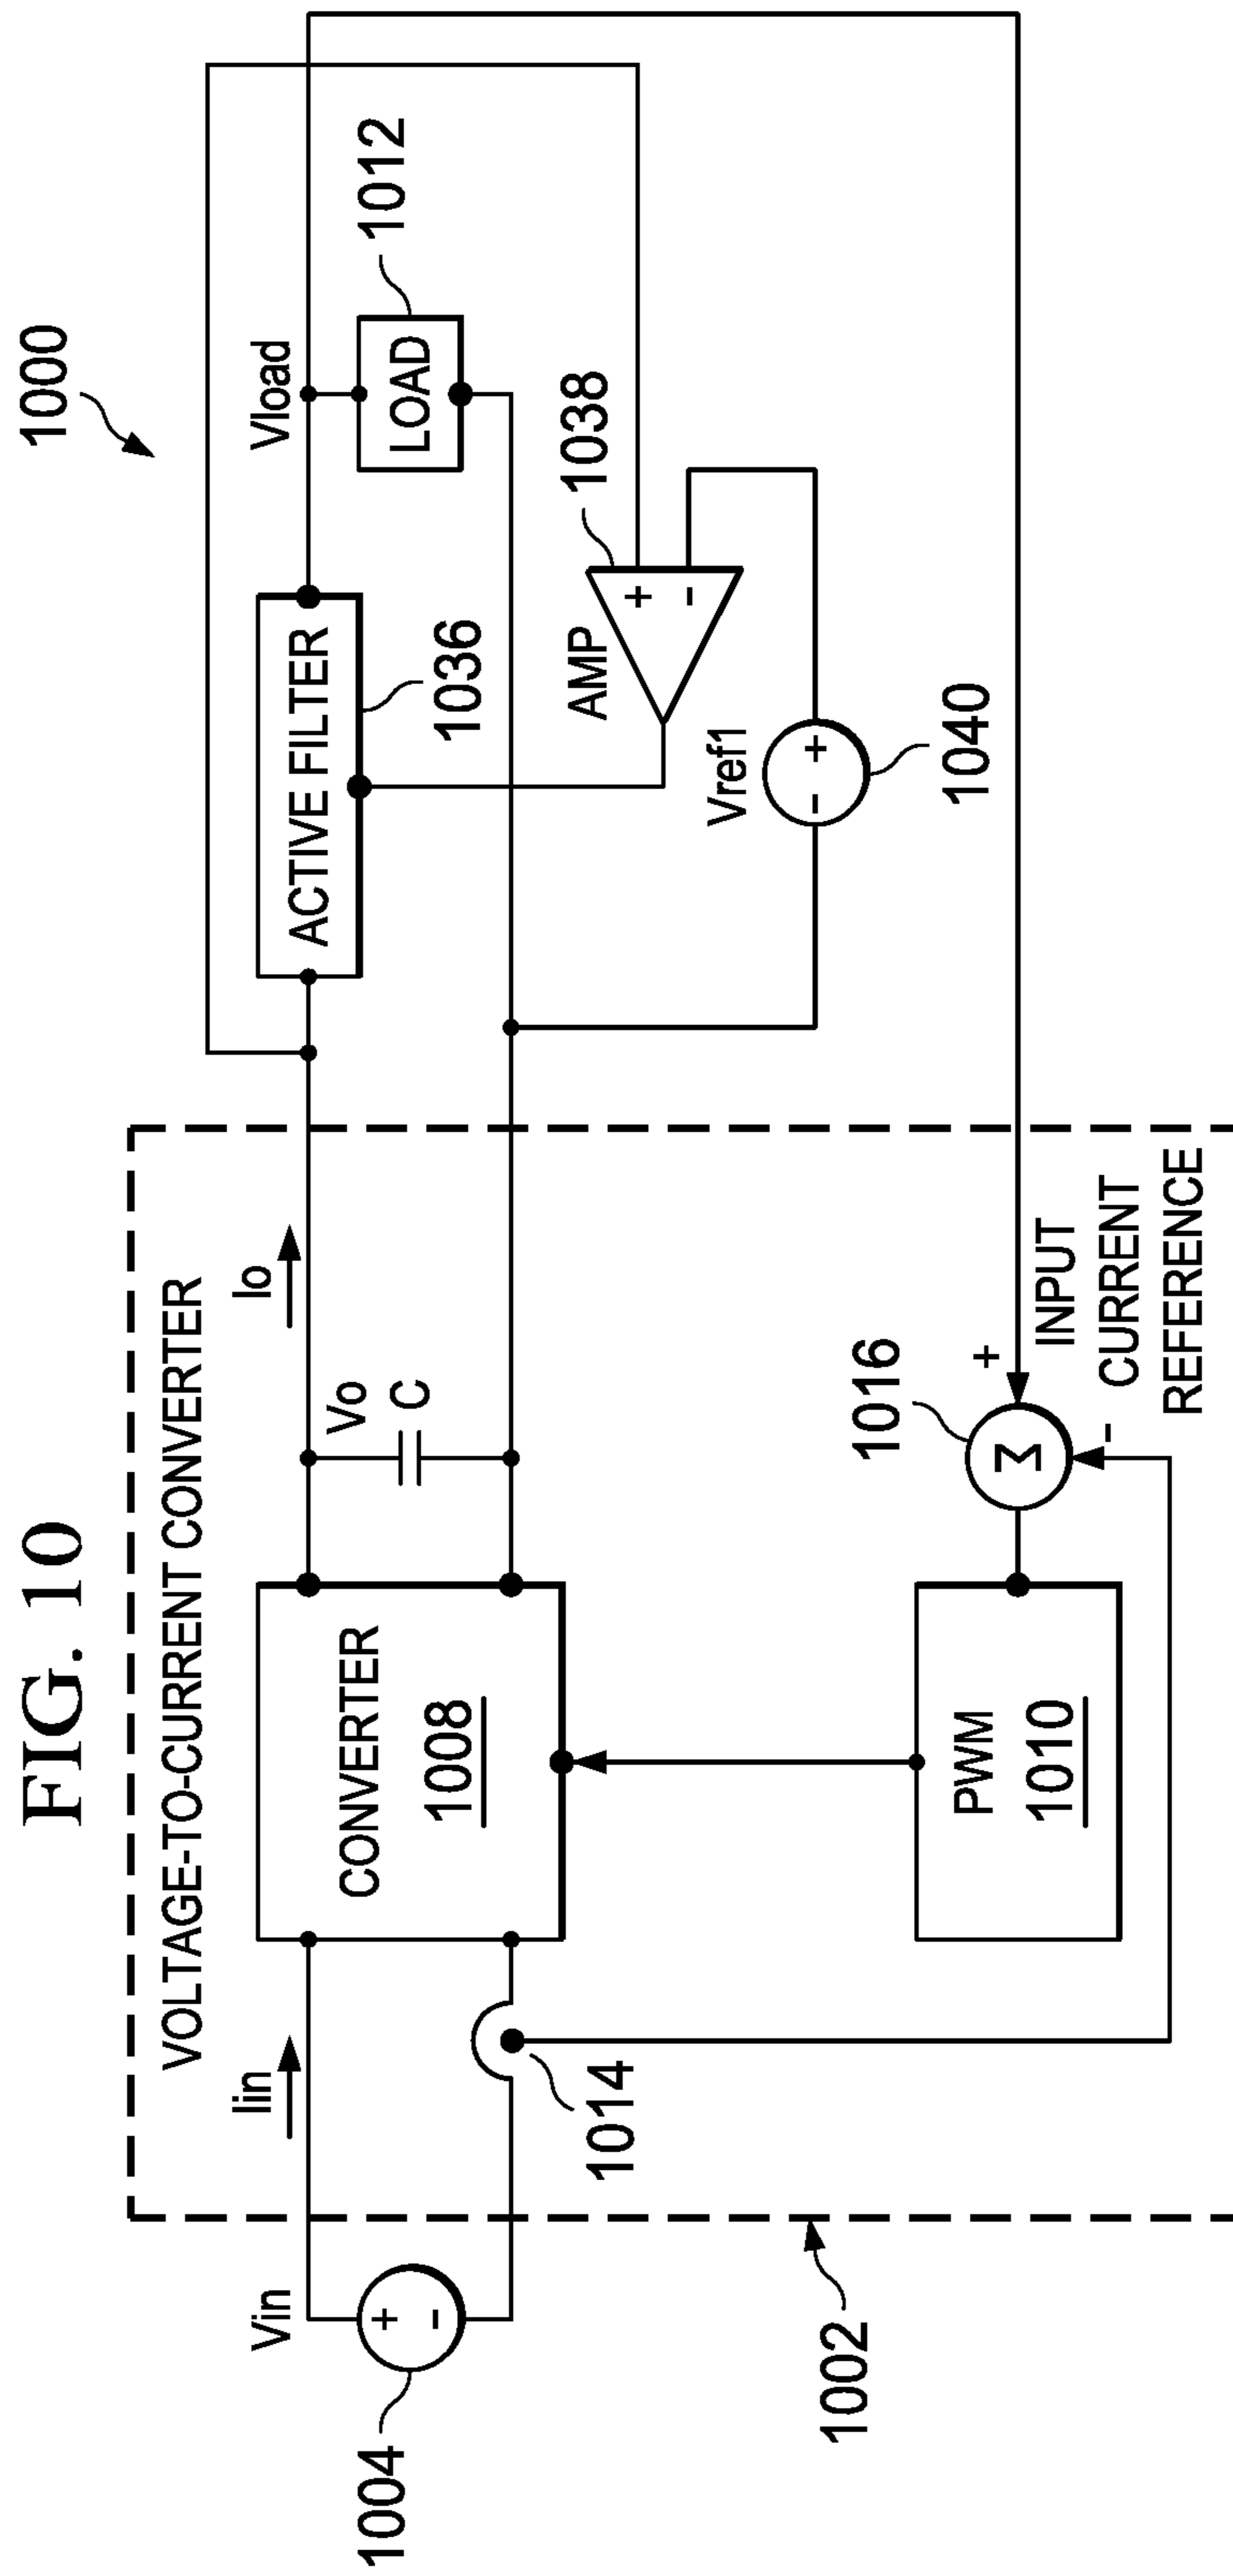 FIG. 10
1000
VOLTAGE-TO-CURRENT CONVERTER
Vin
Iin
Io
Vload
+
-
1004
CONVERTER
1008
Vo
C
ACTIVE FILTER
1036
LOAD
1012
1014
AMP
+
-
1038
Vref1
-
+
1040
PWM
1010
1016
Σ
+
-
INPUT
CURRENT
REFERENCE
1002